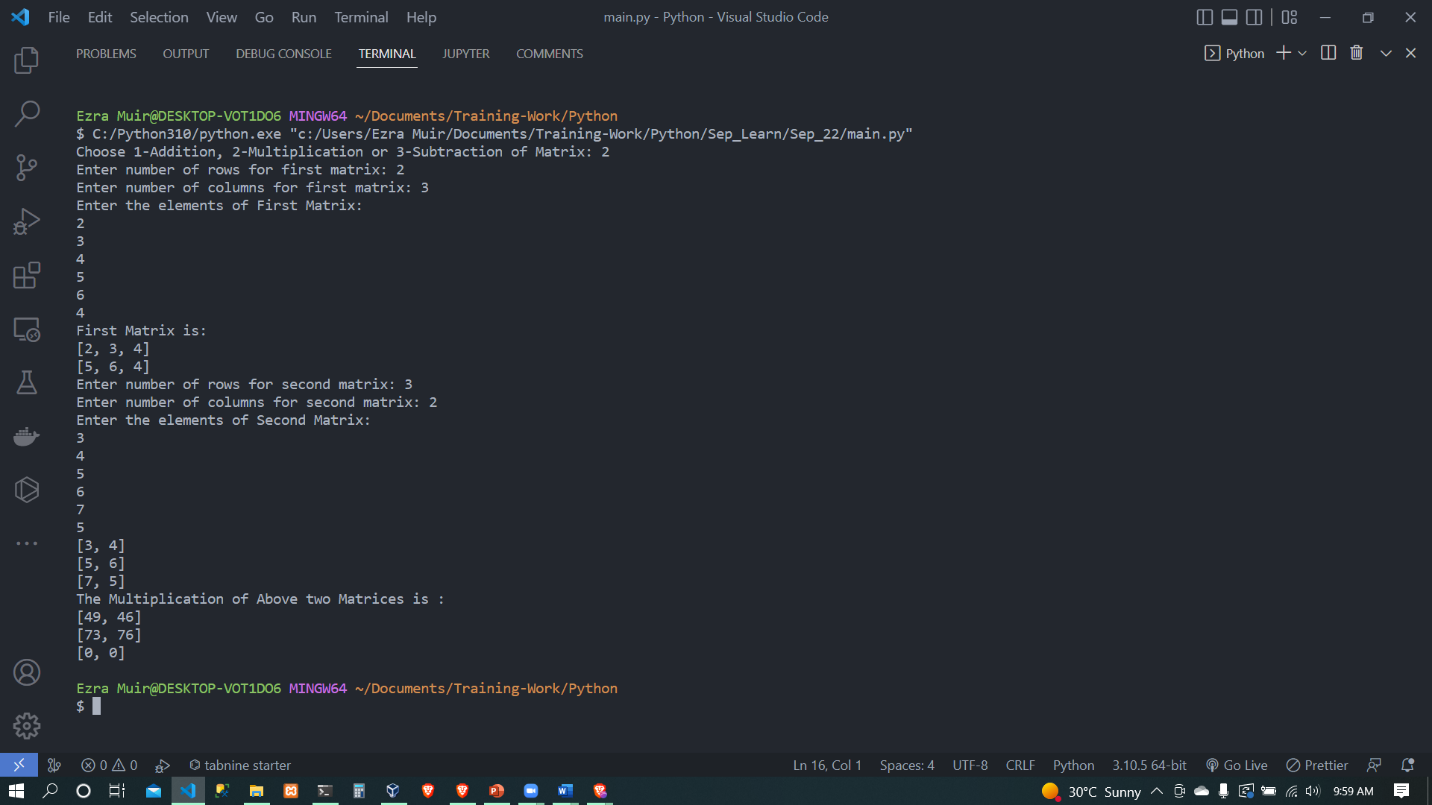 File Edit Selection View Go Run Terminal Help main.py - Python - Visual Studio Code
PROBLEMS OUTPUT DEBUG CONSOLE TERMINAL JUPYTER COMMENTS Python
Ezra Muir@DESKTOP-VOT1DO6 MINGW64 ~/Documents/Training-Work/Python
$ C:/Python310/python.exe "c:/Users/Ezra Muir/Documents/Training-Work/Python/Sep_Learn/Sep_22/main.py"
Choose 1-Addition, 2-Multiplication or 3-Subtraction of Matrix: 2
Enter number of rows for first matrix: 2
Enter number of columns for first matrix: 3
Enter the elements of First Matrix:
2
3
4
5
6
4
First Matrix is:
[2, 3, 4]
[5, 6, 4]
Enter number of rows for second matrix: 3
Enter number of columns for second matrix: 2
Enter the elements of Second Matrix:
3
4
5
6
7
5
[3, 4]
[5, 6]
[7, 5]
The Multiplication of Above two Matrices is :
[49, 46]
[73, 76]
[0, 0]
Ezra Muir@DESKTOP-VOT1DO6 MINGW64 ~/Documents/Training-Work/Python
$
0 0 tabnine starter Ln 16, Col 1 Spaces: 4 UTF-8 CRLF Python 3.10.5 64-bit Go Live Prettier
30°C Sunny 9:59 AM